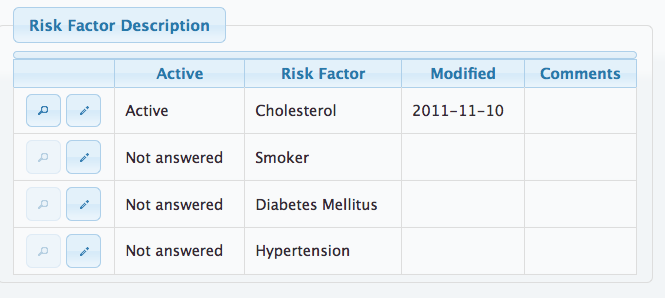 Risk Factor Description
Active Risk Factor Modified Comments
Active Cholesterol 2011-11-10
Not answered Smoker
Not answered Diabetes Mellitus
Not answered Hypertension